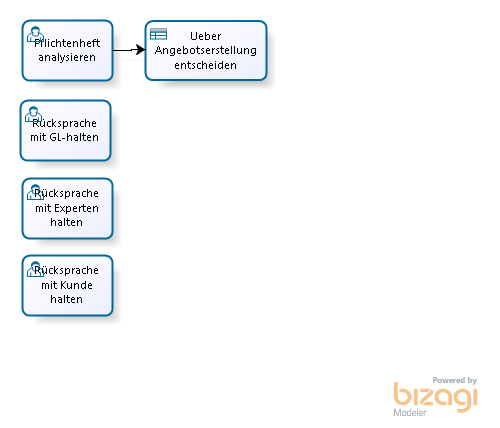 Pflichtenheft
analysieren
Ueber
Angebotserstellung
entscheiden
Rücksprache
mit GL-halten
Rücksprache
mit Experten
halten
Rücksprache
mit Kunde
halten
Powered by
bizagi
Modeler